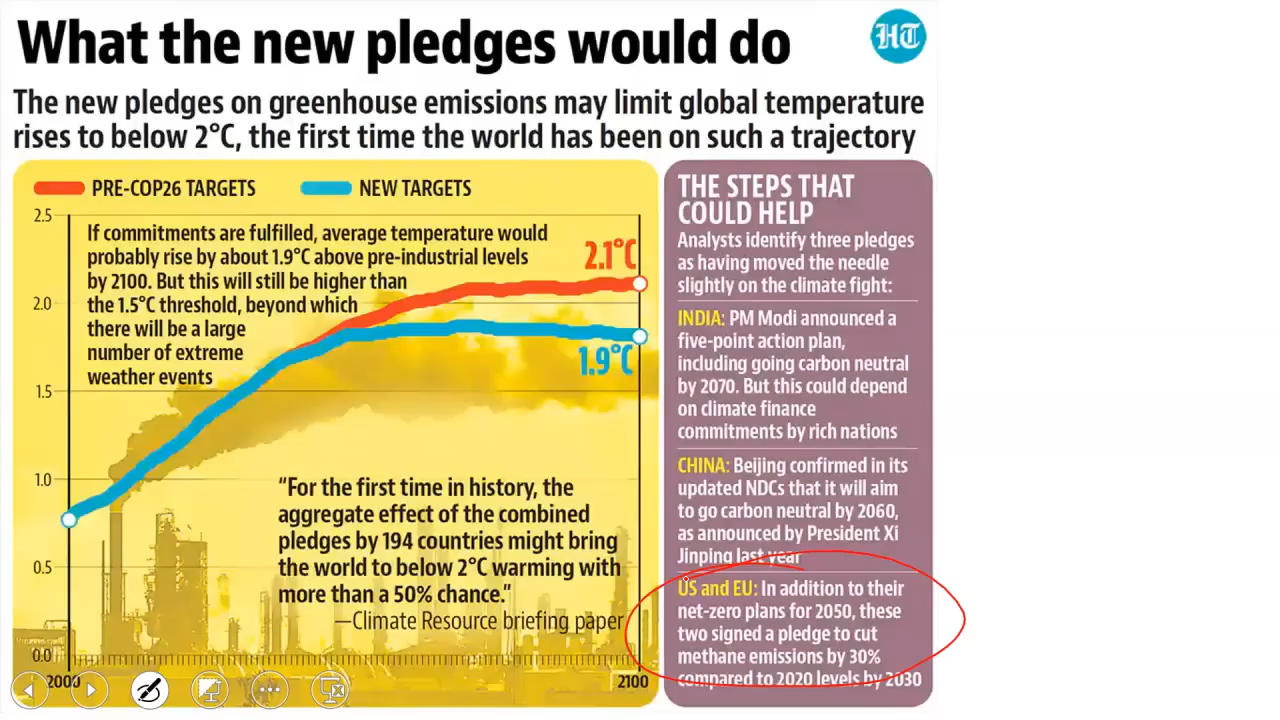 What the new pledges would do
HT
The new pledges on greenhouse emissions may limit global temperature
rises to below 2°C, the first time the world has been on such a trajectory
PRE-COP26 TARGETS
NEW TARGETS
2.5
2.0
1.5
1.0
0.5
0.0
If commitments are fulfilled, average temperature would
probably rise by about 1.9°C above pre-industrial levels
by 2100. But this will still be higher than
the 1.5°C threshold, beyond which
there will be a large
number of extreme
weather events
2.1°C
1.9°C
“For the first time in history, the
aggregate effect of the combined
pledges by 194 countries might bring
the world to below 2°C warming with
more than a 50% chance.”
—Climate Resource briefing paper
2000
2100
THE STEPS THAT
COULD HELP
Analysts identify three pledges
as having moved the needle
slightly on the climate fight:
INDIA: PM Modi announced a
five-point action plan,
including going carbon neutral
by 2070. But this could depend
on climate finance
commitments by rich nations
CHINA: Beijing confirmed in its
updated NDCs that it will aim
to go carbon neutral by 2060,
as announced by President Xi
Jinping last year
US and EU: In addition to their
net-zero plans for 2050, these
two signed a pledge to cut
methane emissions by 30%
compared to 2020 levels by 2030